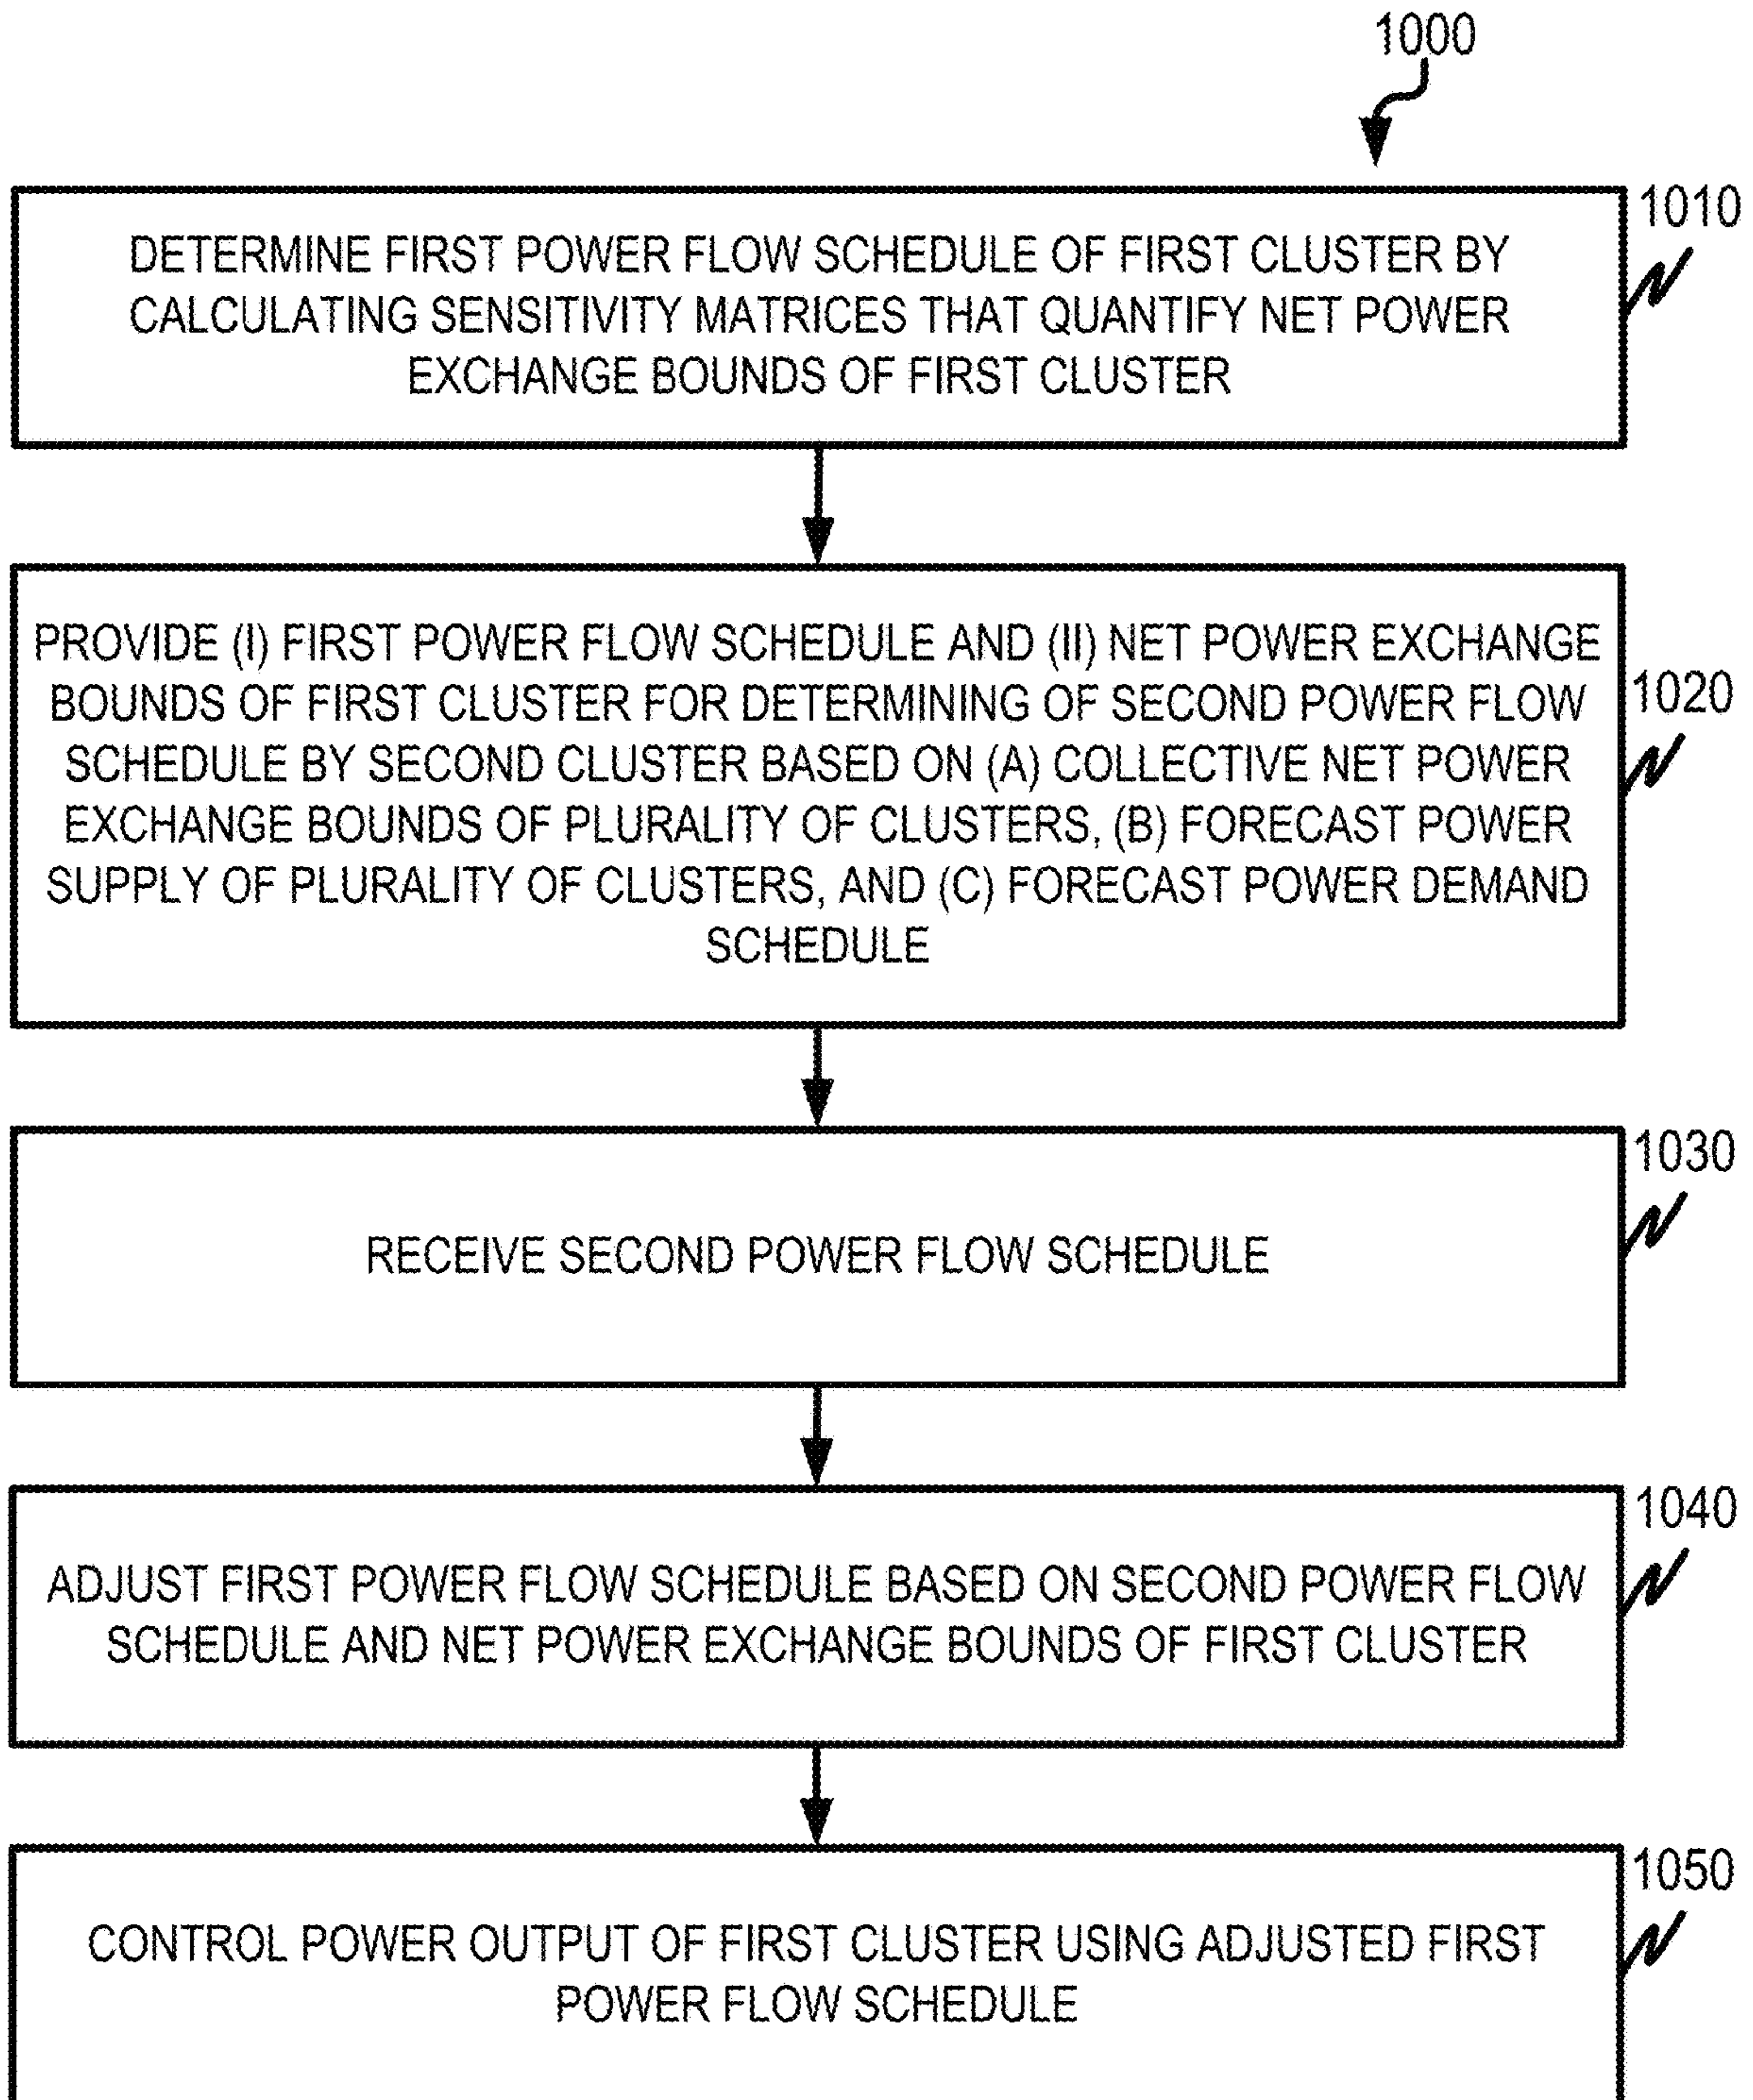 1000
1010
DETERMINE FIRST POWER FLOW SCHEDULE OF FIRST CLUSTER BY
CALCULATING SENSITIVITY MATRICES THAT QUANTIFY NET POWER
EXCHANGE BOUNDS OF FIRST CLUSTER
1020
PROVIDE (I) FIRST POWER FLOW SCHEDULE AND (II) NET POWER EXCHANGE
BOUNDS OF FIRST CLUSTER FOR DETERMINING OF SECOND POWER FLOW
SCHEDULE BY SECOND CLUSTER BASED ON (A) COLLECTIVE NET POWER
EXCHANGE BOUNDS OF PLURALITY OF CLUSTERS, (B) FORECAST POWER
SUPPLY OF PLURALITY OF CLUSTERS, AND (C) FORECAST POWER DEMAND
SCHEDULE
1030
RECEIVE SECOND POWER FLOW SCHEDULE
1040
ADJUST FIRST POWER FLOW SCHEDULE BASED ON SECOND POWER FLOW
SCHEDULE AND NET POWER EXCHANGE BOUNDS OF FIRST CLUSTER
1050
CONTROL POWER OUTPUT OF FIRST CLUSTER USING ADJUSTED FIRST
POWER FLOW SCHEDULE